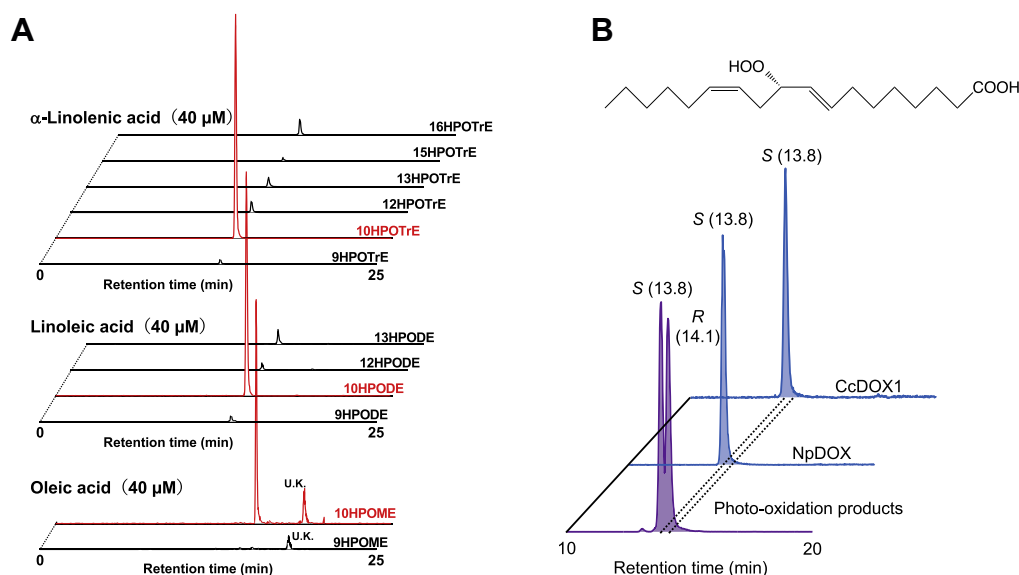 A
α-Linolenic acid（40 μM）
16HPOTrE
15HPOTrE
13HPOTrE
12HPOTrE
10HPOTrE
9HPOTrE
0
25
Retention time (min)
Linoleic acid（40 μM）
13HPODE
12HPODE
10HPODE
9HPODE
0
25
Retention time (min)
Oleic acid（40 μM）
U.K.
10HPOME
U.K.
9HPOME
0
25
Retention time (min)
B
HOO
COOH
S (13.8)
S (13.8)
S (13.8)
R
(14.1)
CcDOX1
NpDOX
Photo-oxidation products
10
20
Retention time (min)